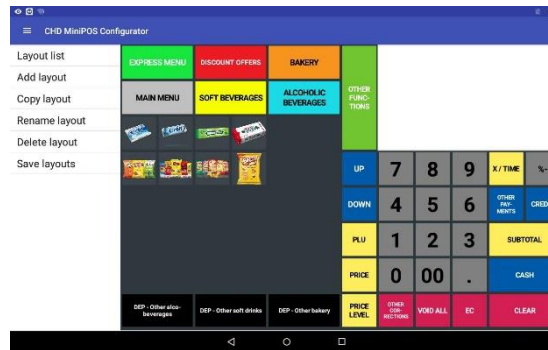 CHD MiniPOS Configurator
Layout list
Add layout
Copy layout
Rename layout
Delete layout
Save layouts
EXPRESS MENU
DISCOUNT OFFERS
BAKERY
MAIN MENU
SOFT BEVERAGES
ALCOHOLIC
BEVERAGES
OTHER
FUNC-
TIONS
UP
7
8
9
X / TIME
%-
DOWN
4
5
6
OTHER
PAY-
MENTS
CRED
PLU
1
2
3
SUBTOTAL
PRICE
0
00
.
CASH
DEP - Other alco-
beverages
DEP - Other soft drinks
DEP - Other bakery
PRICE
LEVEL
OTHER
COR-
RECTIONS
VOID ALL
EC
CLEAR